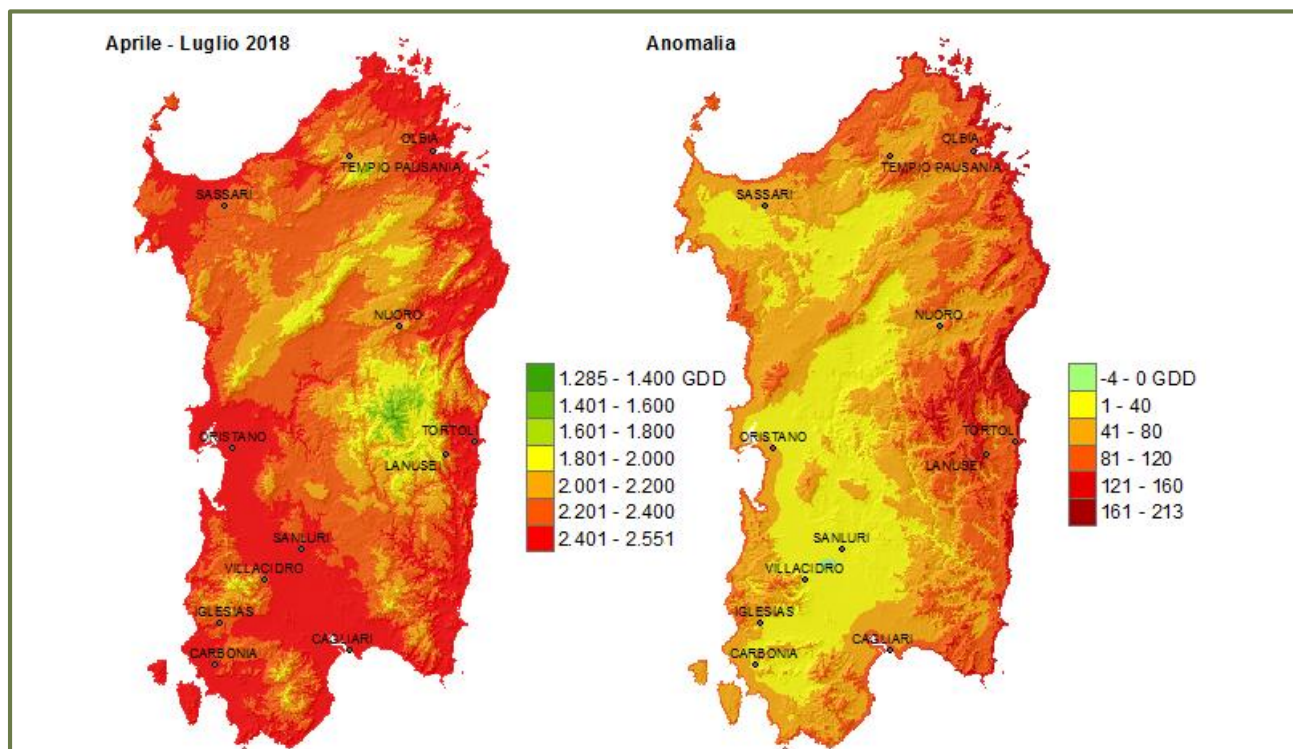 Aprile - Luglio 2018
OLBIA
TEMPIO PAUSANIA
SASSARI
NUORO
ORISTANO
TORTOLI
LANUSEI
SANLURI
VILLACIDRO
IGLESIAS
CAGLIARI
CARBONIA
1.285 - 1.400 GDD
1.401 - 1.600
1.601 - 1.800
1.801 - 2.000
2.001 - 2.200
2.201 - 2.400
2.401 - 2.551
Anomalia
OLBIA
TEMPIO PAUSANIA
SASSARI
NUORO
ORISTANO
TORTOLI
LANUSEI
SANLURI
VILLACIDRO
IGLESIAS
CAGLIARI
CARBONIA
-4 - 0 GDD
1 - 40
41 - 80
81 - 120
121 - 160
161 - 213